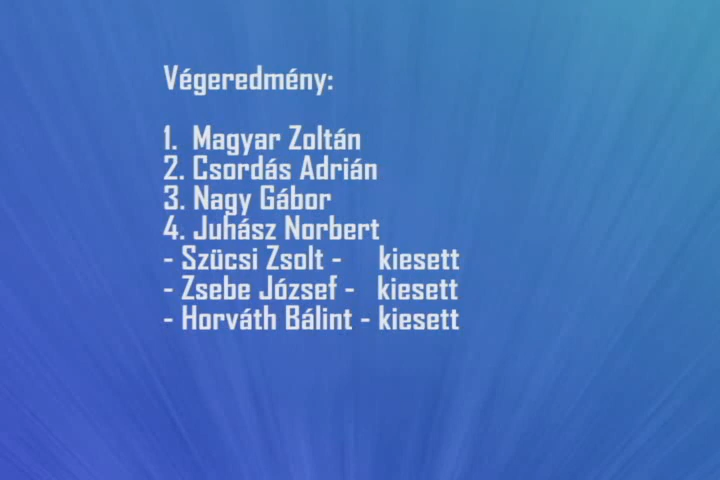 Végeredmény:
1. Magyar Zoltán
2. Csordás Adrián
3. Nagy Gábor
4. Juhász Norbert
- Szücsi Zsolt - kiesett
- Zsebe József - kiesett
- Horváth Bálint - kiesett